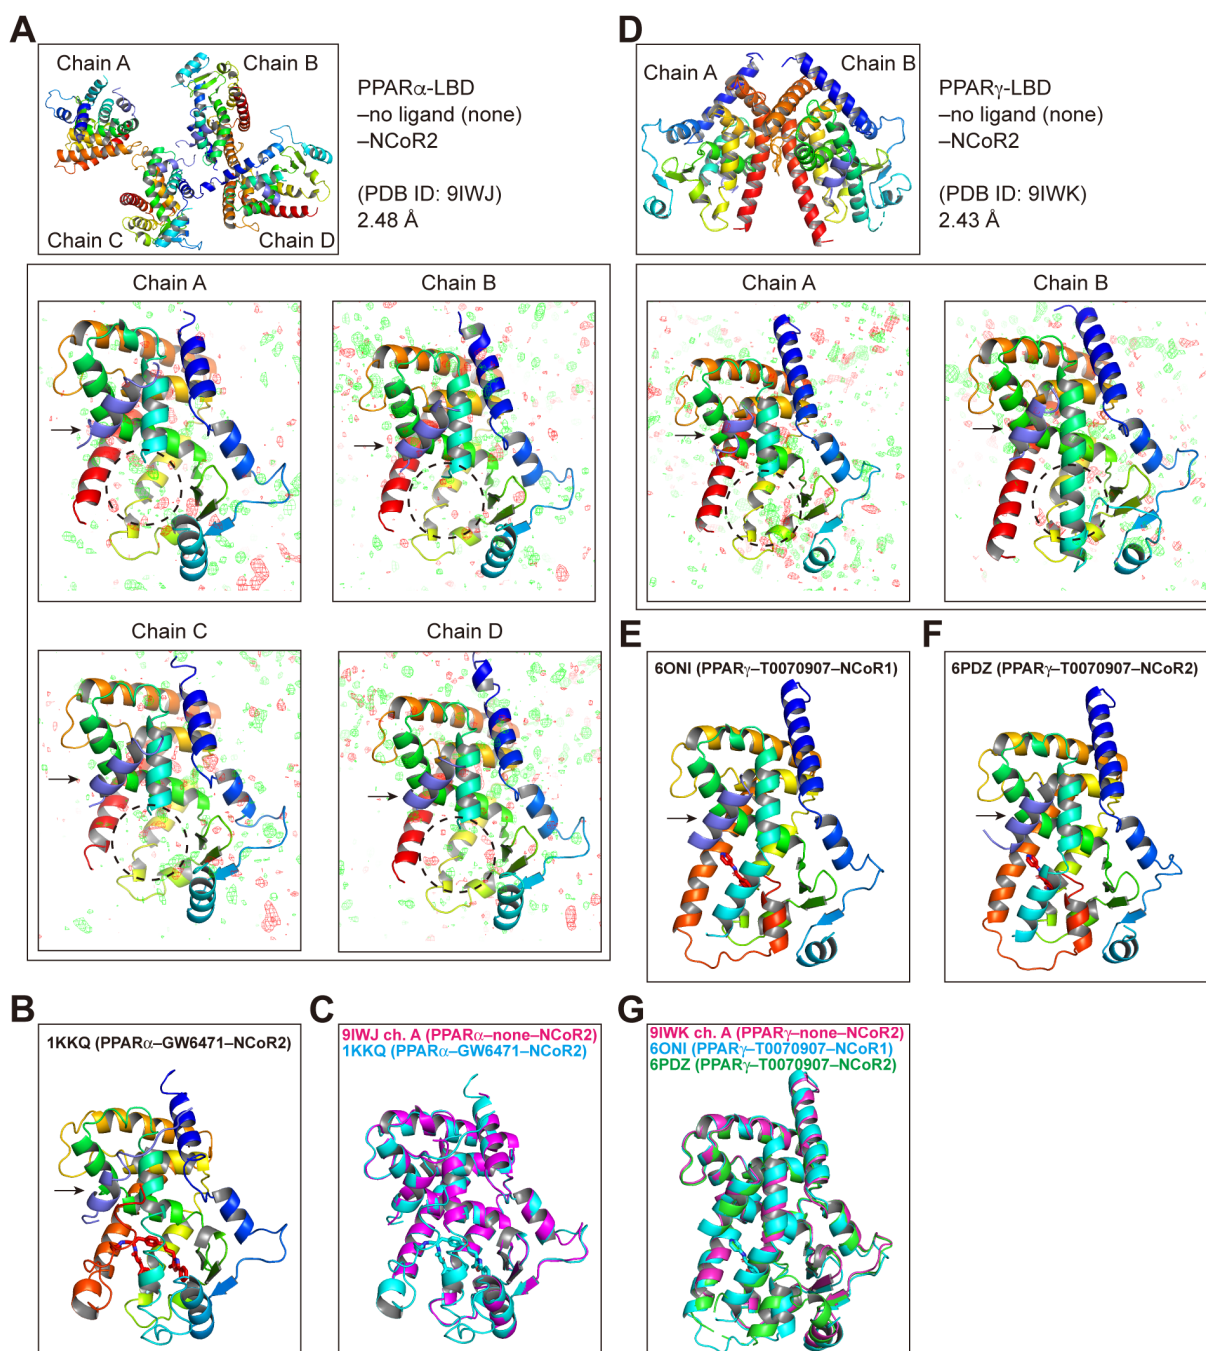 A
Chain A
Chain B
Chain C
Chain D
PPARα-LBD
–no ligand (none)
–NCoR2
(PDB ID: 9IWJ)
2.48 Å
Chain A
Chain B
Chain C
Chain D
D
Chain A
Chain B
PPARγ-LBD
–no ligand (none)
–NCoR2
(PDB ID: 9IWK)
2.43 Å
Chain A
Chain B
E
6ONI (PPARγ–T0070907–NCoR1)
F
6PDZ (PPARγ–T0070907–NCoR2)
B
1KKQ (PPARα–GW6471–NCoR2)
C
9IWJ ch. A (PPARα–none–NCoR2)
1KKQ (PPARα–GW6471–NCoR2)
G
9IWK ch. A (PPARγ–none–NCoR2)
6ONI (PPARγ–T0070907–NCoR1)
6PDZ (PPARγ–T0070907–NCoR2)